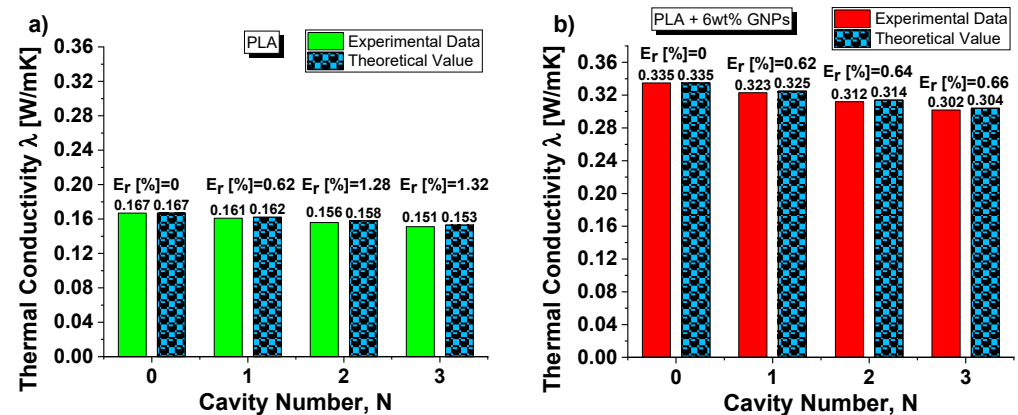 a)
PLA
Experimental Data
Theoretical Value
Thermal Conductivity λ [W/mK]
0.36
0.32
0.28
0.24
0.20
0.16
0.12
0.08
0.04
0.00
Er [%]=0 Er [%]=0.62 Er [%]=1.28 Er [%]=1.32
0.167 0.167 0.161 0.162 0.156 0.158 0.151 0.153
0 1 2 3
Cavity Number, N
b)
PLA + 6wt% GNPs
Experimental Data
Theoretical Value
Thermal Conductivity λ [W/mK]
0.36
0.32
0.28
0.24
0.20
0.16
0.12
0.08
0.04
0.00
Er [%]=0 Er [%]=0.62 Er [%]=0.64 Er [%]=0.66
0.335 0.335 0.323 0.325 0.312 0.314 0.302 0.304
0 1 2 3
Cavity Number, N